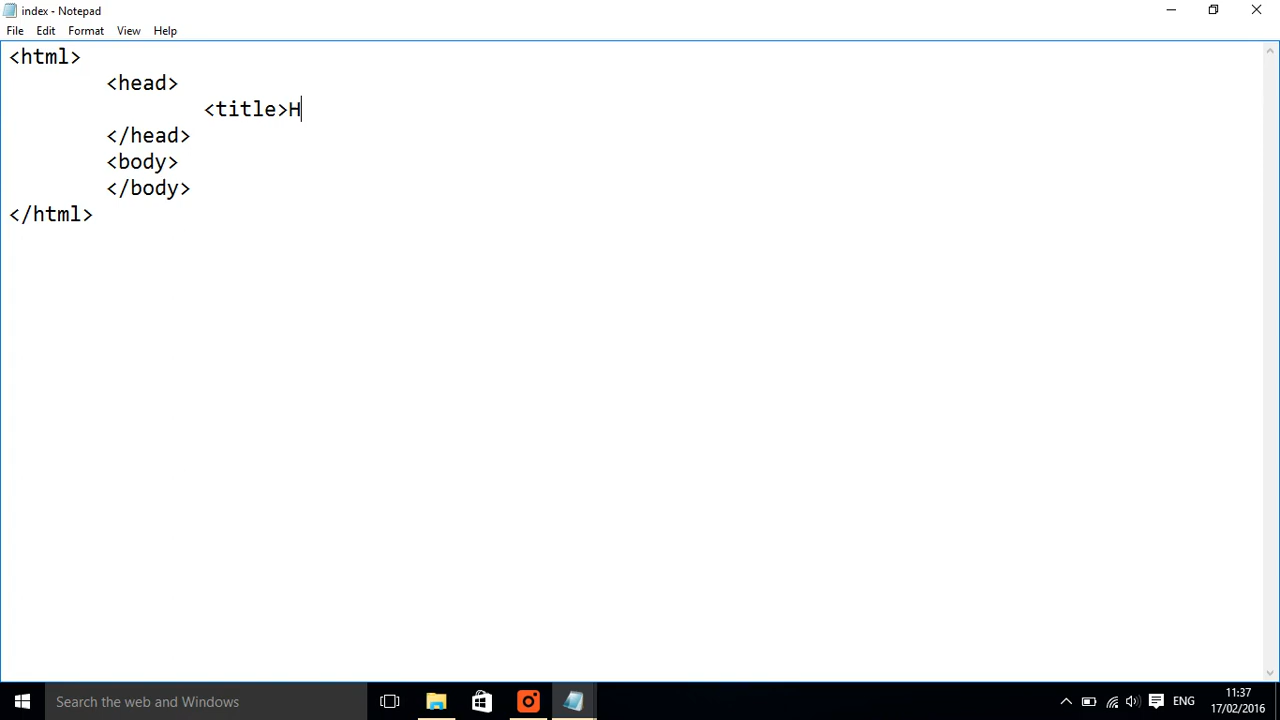 index - Notepad
File Edit Format View Help
<html>
<head>
<title>H
</head>
<body>
</body>
</html>
Search the web and Windows
ENG
11:37
17/02/2016